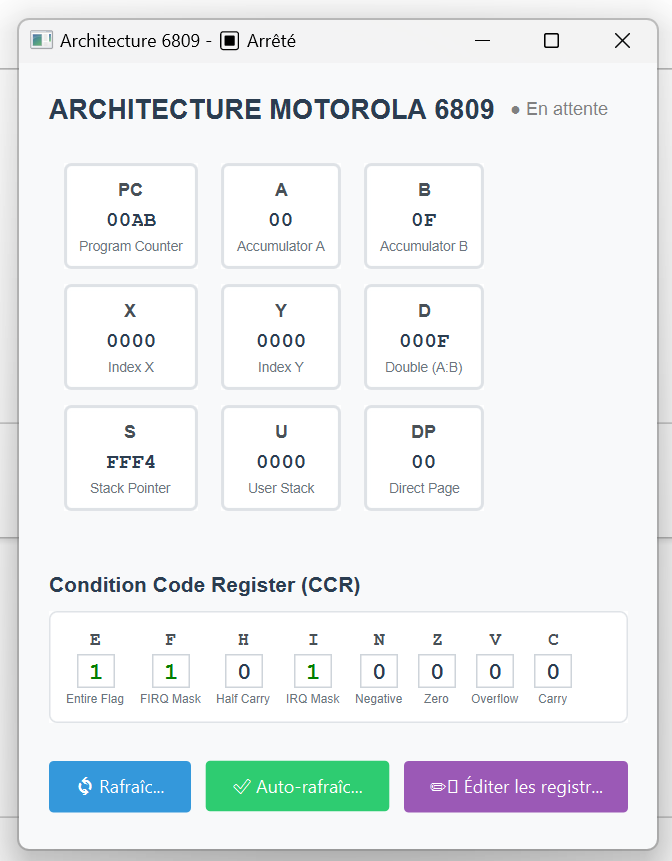 Architecture 6809 - Arrêté
ARCHITECTURE MOTOROLA 6809 ● En attente
PC A B
00AB 00 0F
Program Counter Accumulator A Accumulator B
X Y D
0000 0000 000F
Index X Index Y Double (A:B)
S U DP
FFF4 0000 00
Stack Pointer User Stack Direct Page
Condition Code Register (CCR)
E F H I N Z V C
1 1 0 1 0 0 0 0
Entire Flag FIRQ Mask Half Carry IRQ Mask Negative Zero Overflow Carry
Rafraîc... Auto-rafraîc... Éditer les registr...